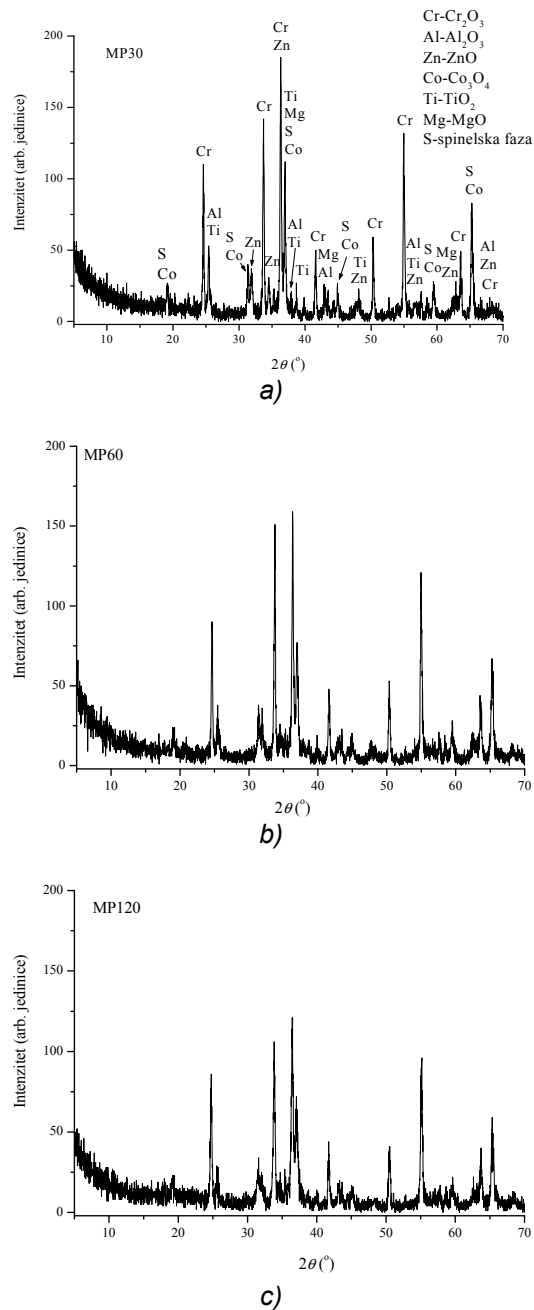 MP30
Cr-Cr₂O₃
Al-Al₂O₃
Zn-ZnO
Co-Co₃O₄
Ti-TiO₂
Mg-MgO
S-spinelska faza
Cr
Zn
Ti
Mg
S
Co
Cr
Cr
Cr
Al
Ti
S
Co
S
Co
Zn
Zn
Al
Ti
Ti
Cr
Mg
Al
S
Co
Ti
Zn
Cr
Al
Ti
Zn
S
Co
Mg
Zn
Cr
S
Co
Al
Zn
Cr
Intenzitet (arb. jedinice)
200
150
100
50
0
10 20 30 40 50 60 70
2θ (°)
a)
MP60
Intenzitet (arb. jedinice)
200
150
100
50
0
10 20 30 40 50 60 70
2θ (°)
b)
MP120
Intenzitet (arb. jedinice)
200
150
100
50
0
10 20 30 40 50 60 70
2θ (°)
c)